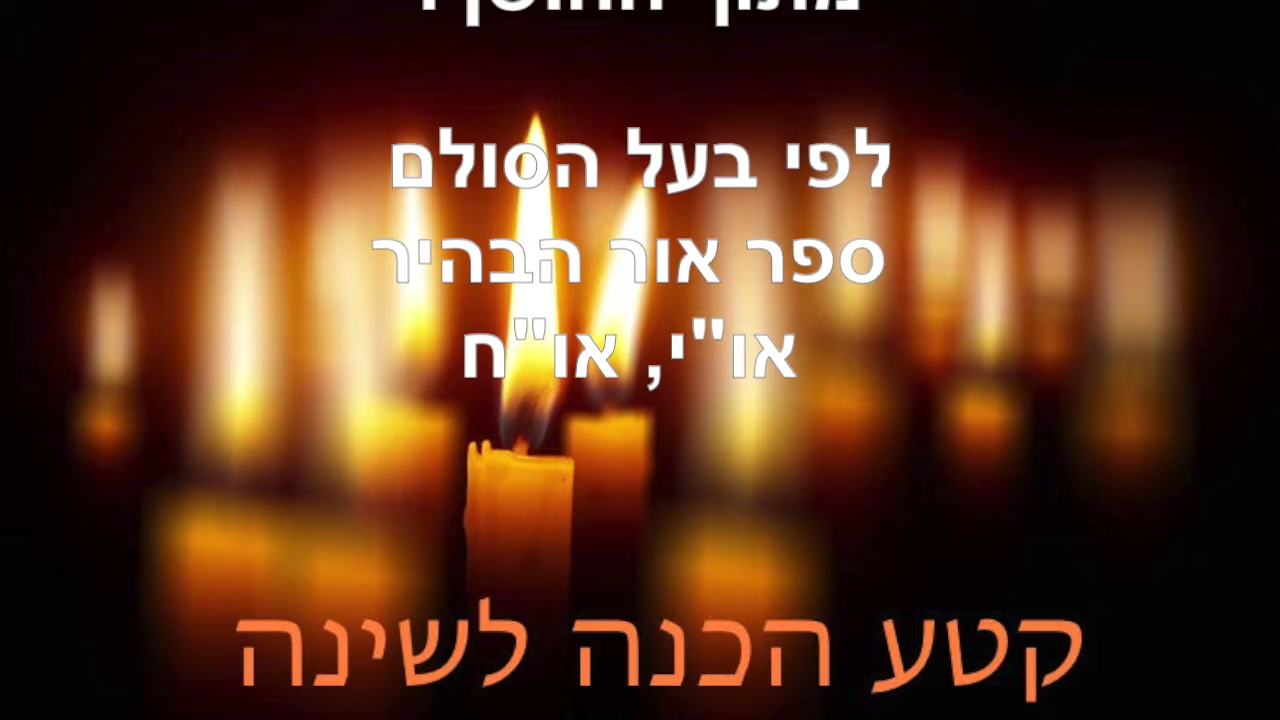 לפי בעל הסולם
ספר אור הבהיר
או"י, או"ח
קטע הכנה לשינה